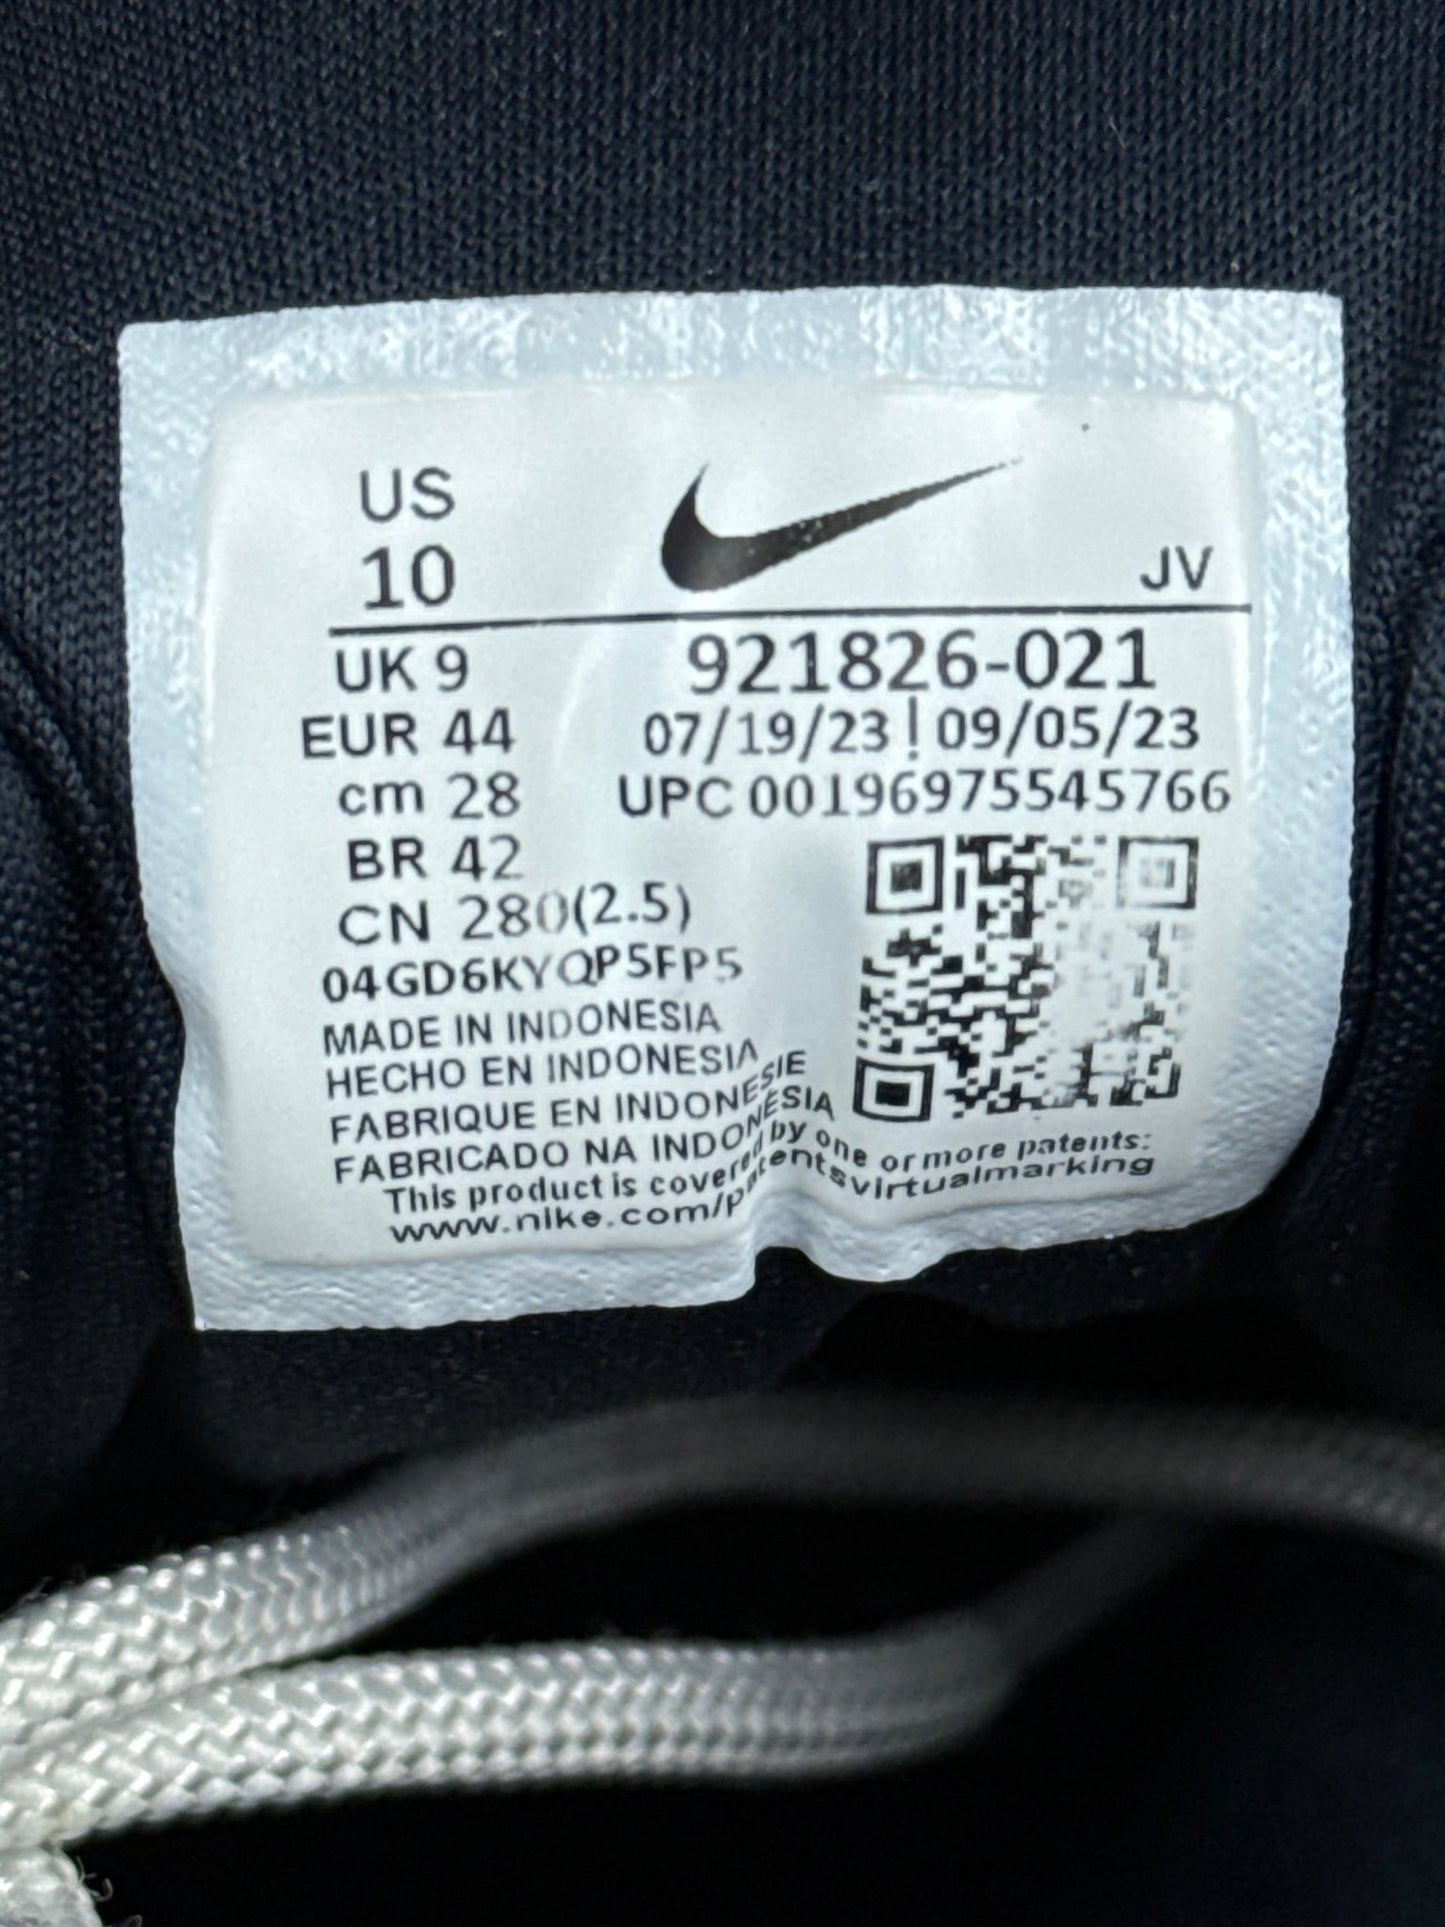 US
10
JV
UK 9
921826-021
EUR 44
07/19/23 | 09/05/23
cm 28
UPC 00196975545766
BR 42
CN 280(2.5)
04GD6KYQP5FP5
MADE IN INDONESIA
HECHO EN INDONESIA
FABRIQUE EN INDONESIE
FABRICADO NA INDONÉSIA
This product is covered by one or more patents:
www.nike.com/patentsvirtualmarking